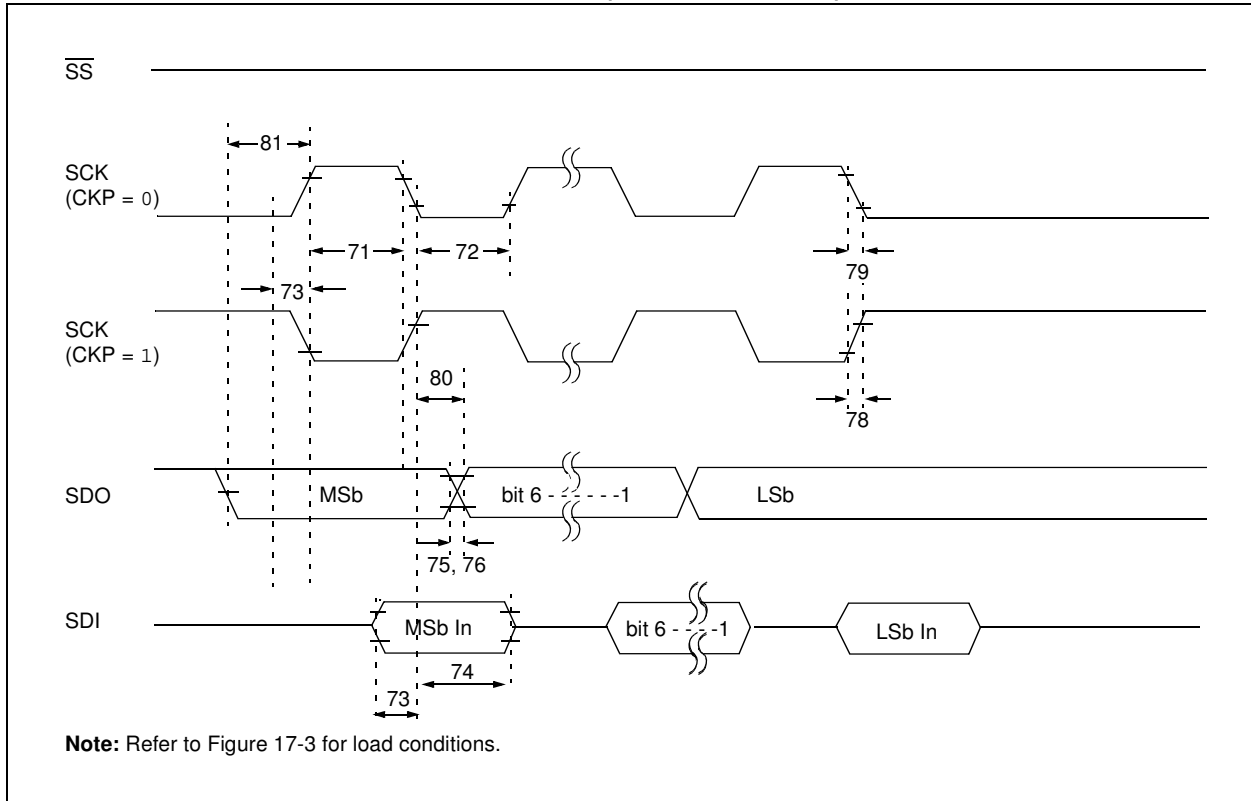 SS
81
SCK
(CKP = 0)
71
72
79
73
SCK
(CKP = 1)
80
78
SDO
MSb
bit 6 - - - - - -1
LSb
75, 76
SDI
MSb In
bit 6 - - - - -1
LSb In
74
73
Note: Refer to Figure 17-3 for load conditions.